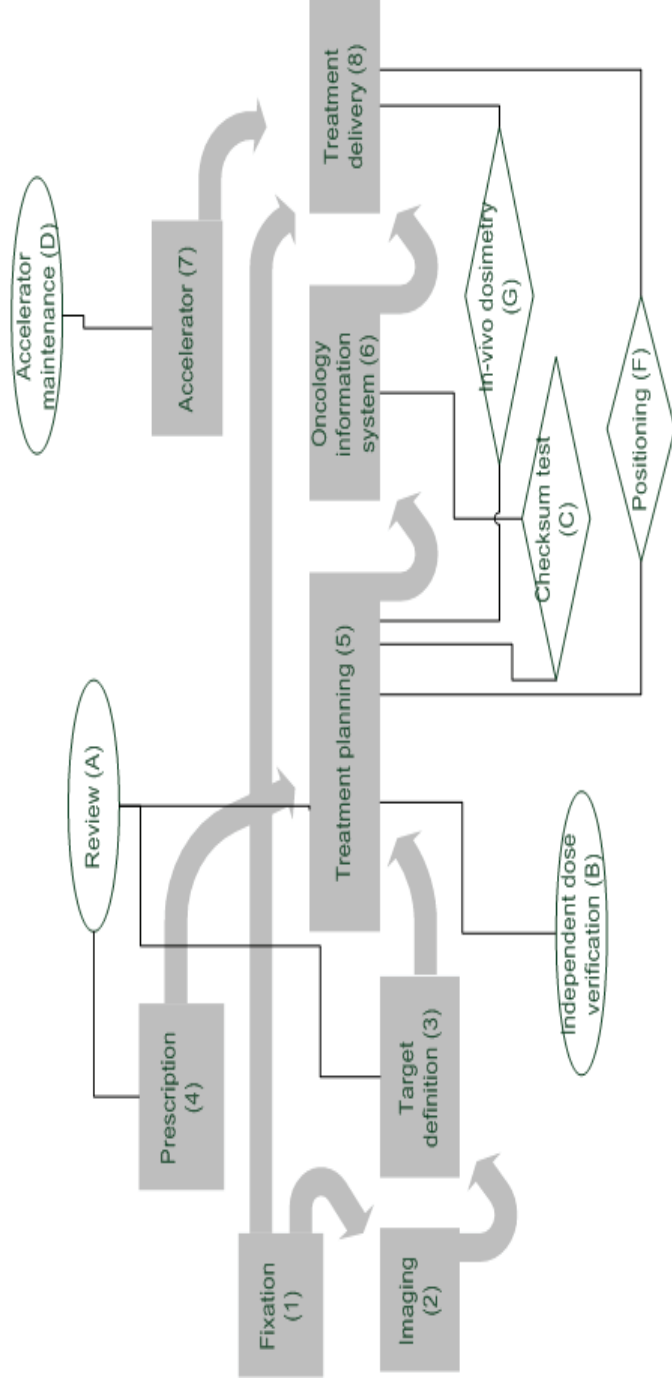 Accelerator
maintenance (D)
Review (A)
Prescription
(4)
Accelerator (7)
Fixation
(1)
Treatment planning (5)
Oncology
information
system (6)
Treatment
delivery (8)
Imaging
(2)
Target
definition (3)
In-vivo dosimetry
(G)
Checksum test
(C)
Independent dose
verification (B)
Positioning (F)